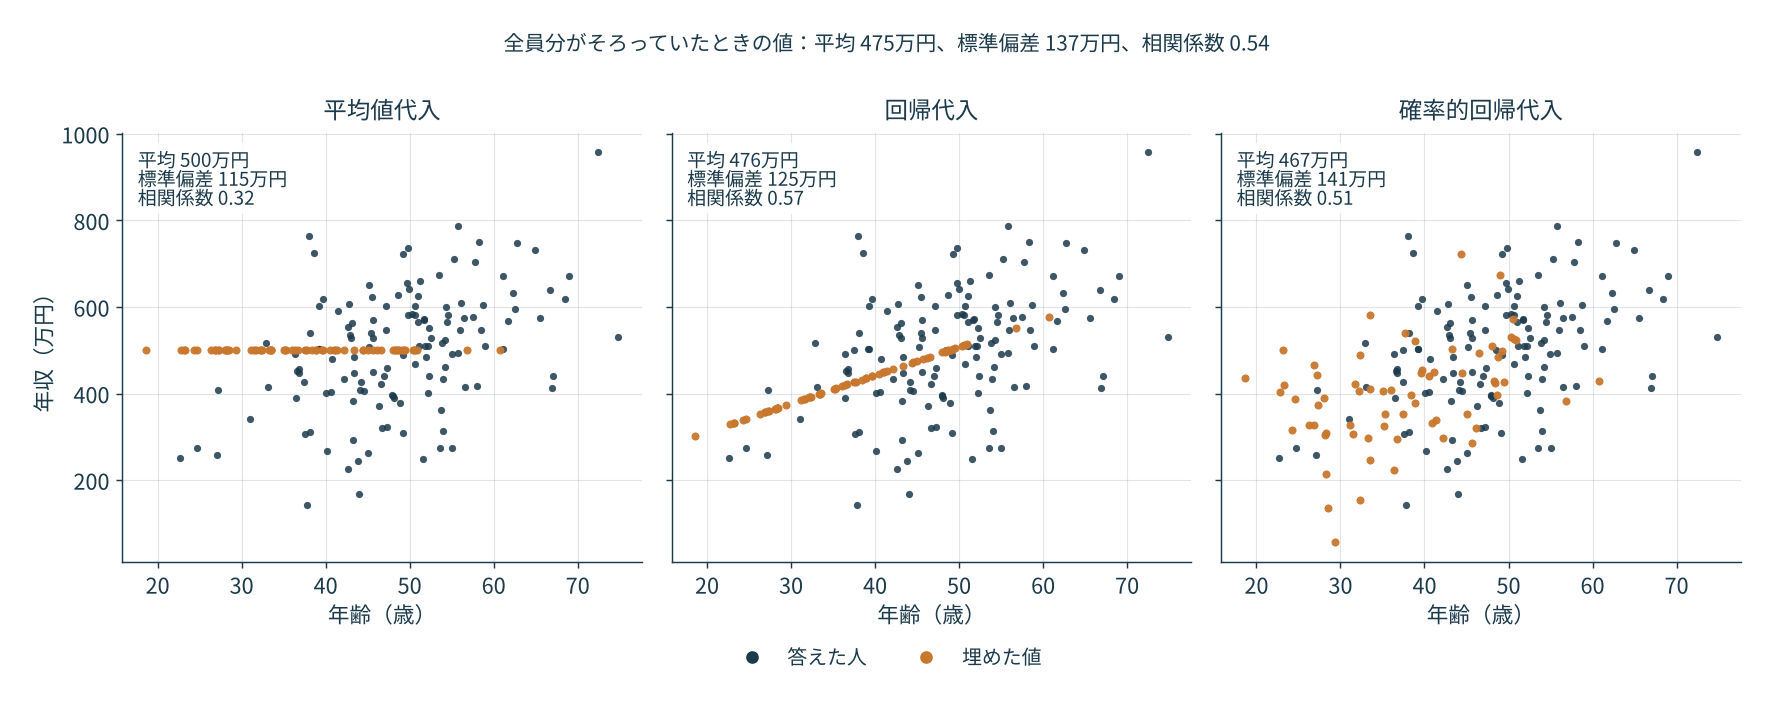 全員分がそろっていたときの値：平均 475万円、標準偏差 137万円、相関係数 0.54
平均値代入
回帰代入
確率的回帰代入
平均 500万円
標準偏差 115万円
相関係数 0.32
平均 476万円
標準偏差 125万円
相関係数 0.57
平均 467万円
標準偏差 141万円
相関係数 0.51
年収（万円）
1000
800
600
400
200
20 30 40 50 60 70
20 30 40 50 60 70
20 30 40 50 60 70
年齢（歳）
年齢（歳）
年齢（歳）
答えた人
埋めた値